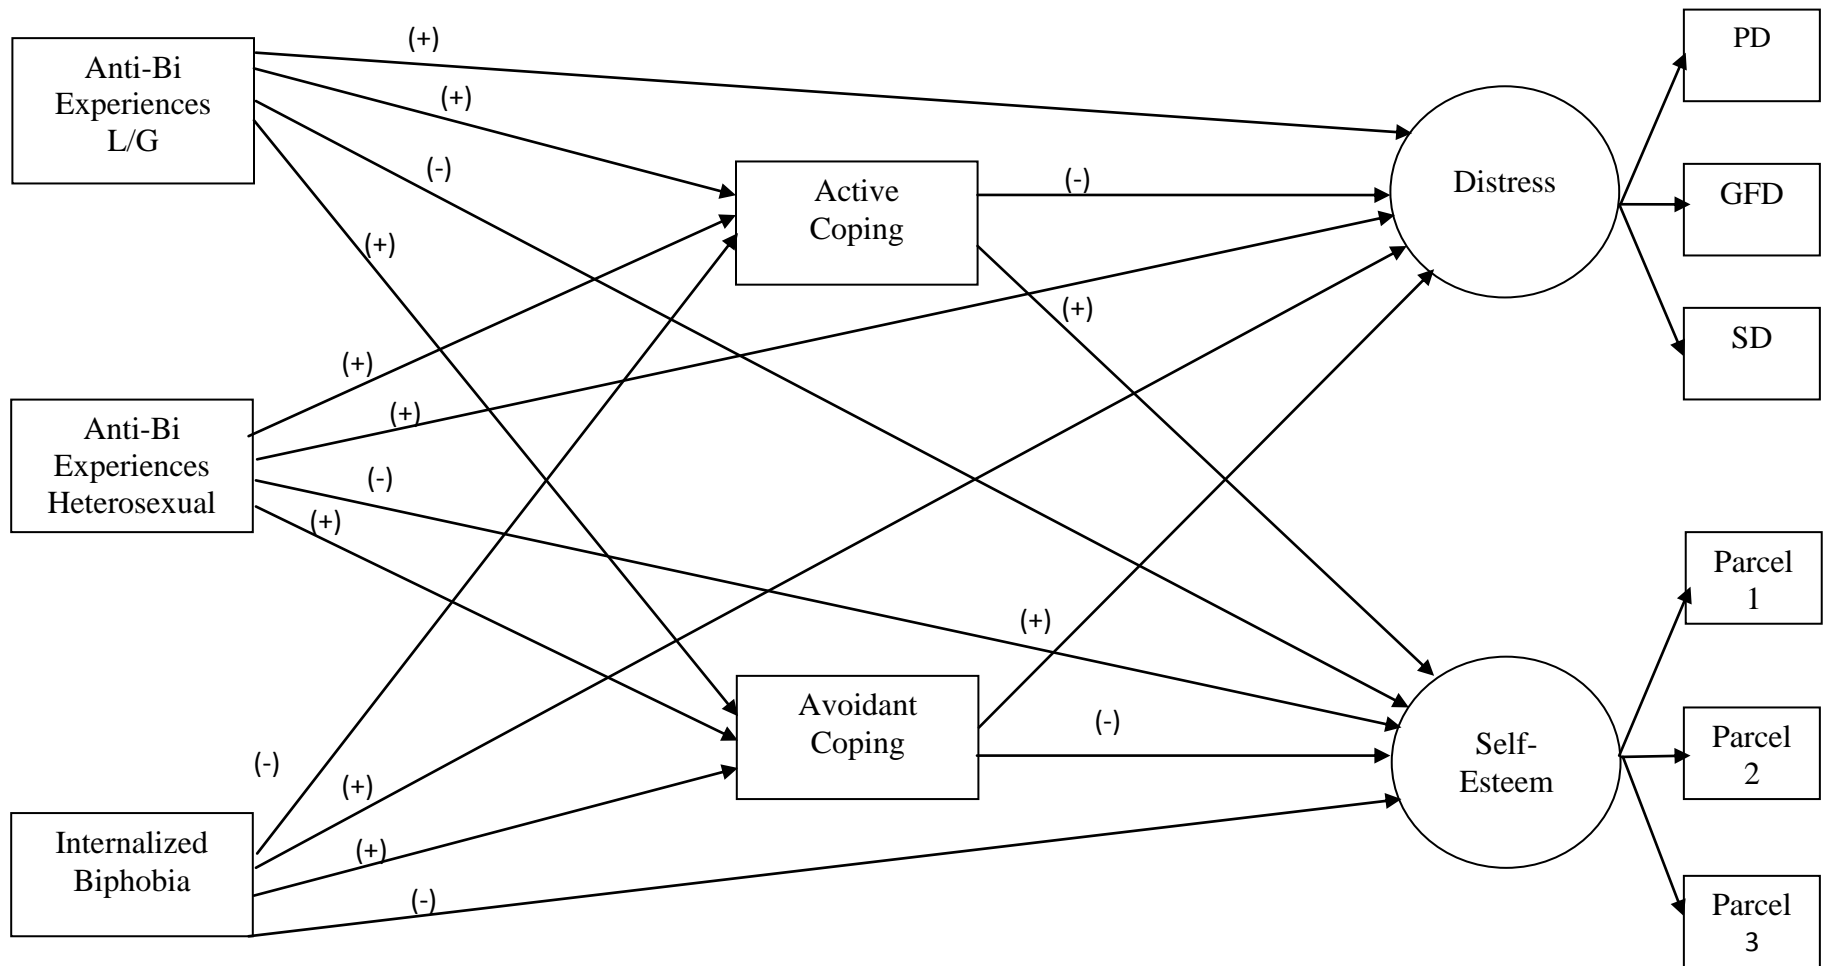 (+)
PD
Anti-Bi
Experiences
L/G
(+)
(-)
Distress
Active
Coping
(-)
GFD
(+)
(+)
SD
(+)
(+)
Anti-Bi
Experiences
Heterosexual
(-)
(+)
Parcel
1
(+)
Avoidant
Coping
(-)
Self-
Esteem
Parcel
2
(-)
(+)
Internalized
Biphobia
(+)
(-)
Parcel
3